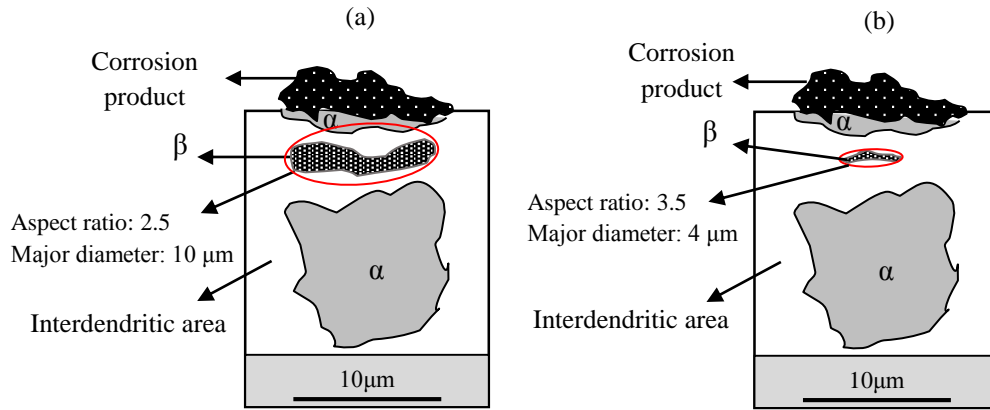 (a)
Corrosion
product
α
β
Aspect ratio: 2.5
Major diameter: 10 μm
α
Interdendritic area
10μm
(b)
Corrosion
product
α
β
Aspect ratio: 3.5
Major diameter: 4 μm
α
Interdendritic area
10μm